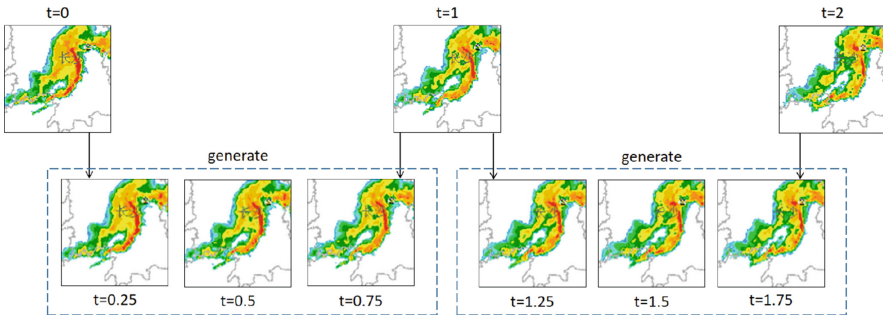 t=0
t=1
t=2
generate
generate
t=0.25
t=0.5
t=0.75
t=1.25
t=1.5
t=1.75